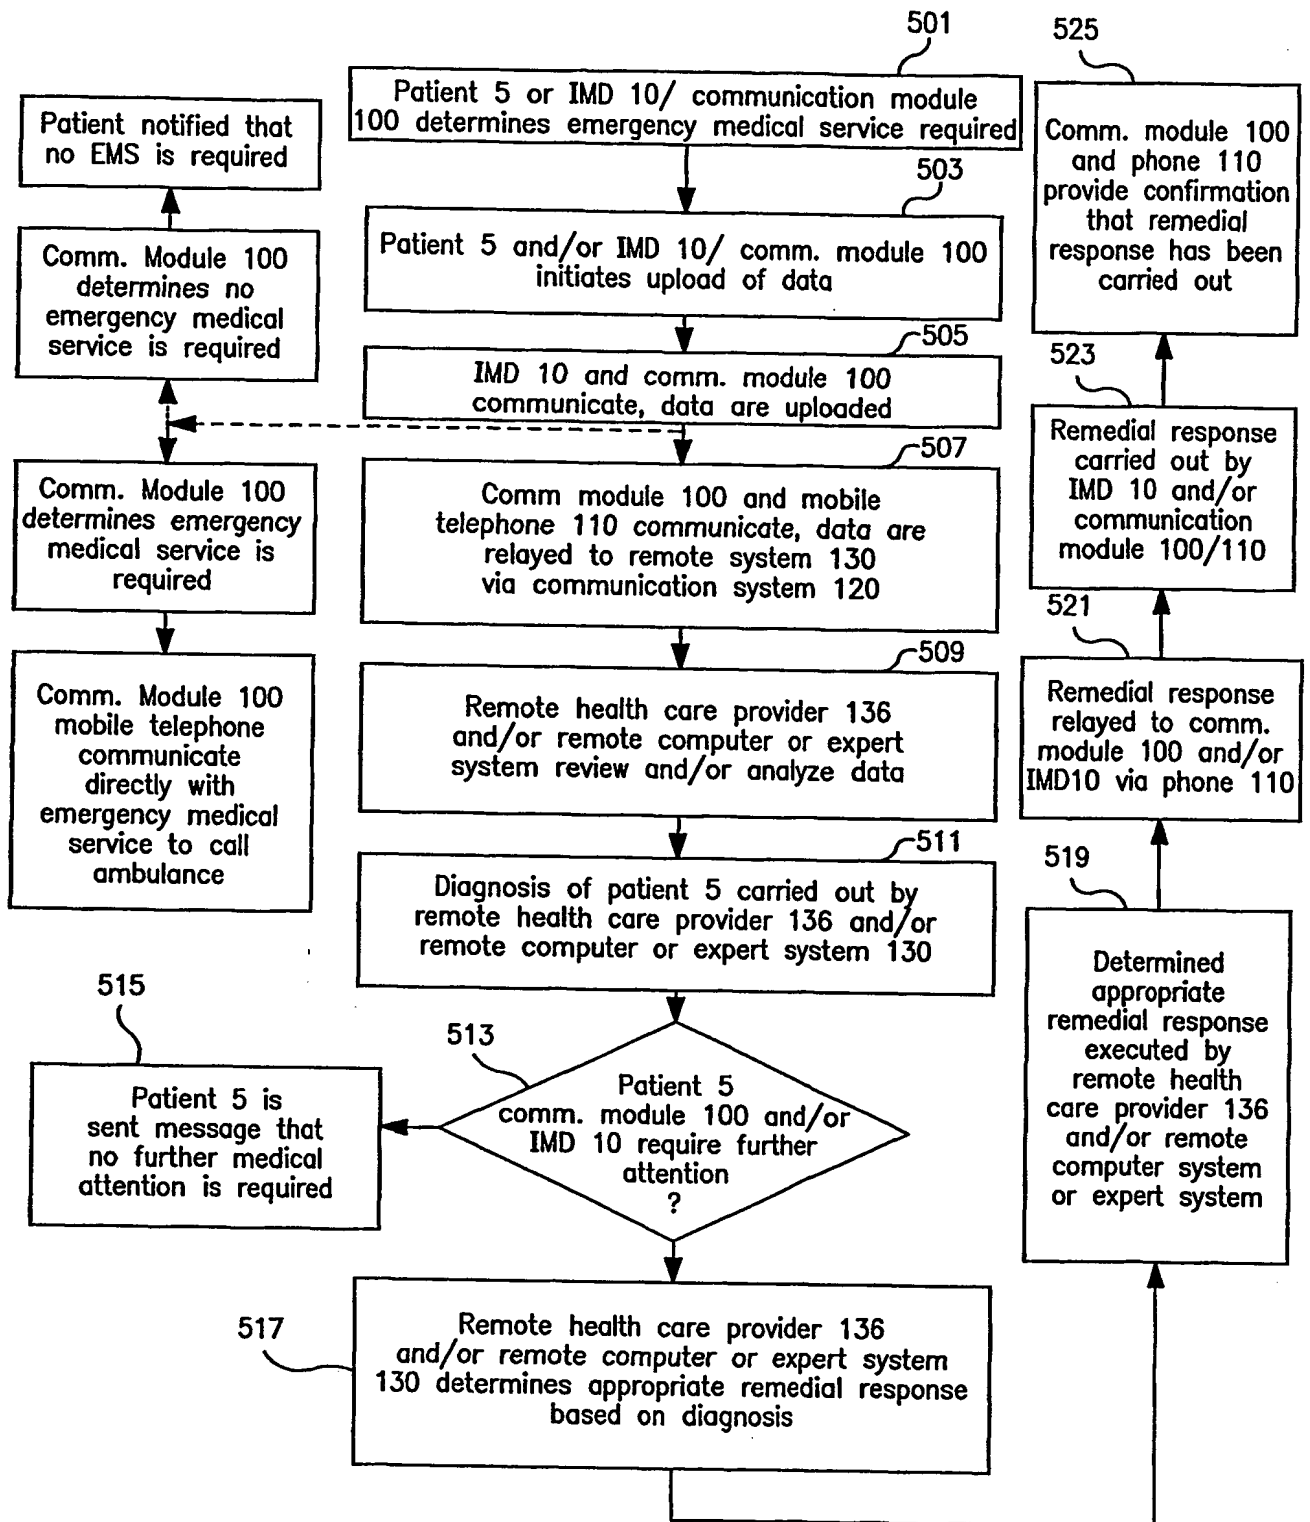 501
Patient 5 or IMD 10/ communication module
100 determines emergency medical service required
503
Patient 5 and/or IMD 10/ comm. module 100
initiates upload of data
505
IMD 10 and comm. module 100
communicate, data are uploaded
507
Comm module 100 and mobile
telephone 110 communicate, data are
relayed to remote system 130
via communication system 120
509
Remote health care provider 136
and/or remote computer or expert
system review and/or analyze data
511
Diagnosis of patient 5 carried out by
remote health care provider 136 and/or
remote computer or expert system 130
513
Patient 5
comm. module 100 and/or
IMD 10 require further
attention
?
515
Patient 5 is
sent message that
no further medical
attention is required
517
Remote health care provider 136
and/or remote computer or expert system
130 determines appropriate remedial response
based on diagnosis
Patient notified that
no EMS is required
Comm. Module 100
determines no
emergency medical
service is required
Comm. Module 100
determines emergency
medical service is
required
Comm. Module 100
mobile telephone
communicate
directly with
emergency medical
service to call
ambulance
519
Determined
appropriate
remedial response
executed by
remote health
care provider 136
and/or remote
computer system
or expert system
521
Remedial response
relayed to comm.
module 100 and/or
IMD10 via phone 110
523
Remedial response
carried out by
IMD 10 and/or
communication
module 100/110
525
Comm. module 100
and phone 110
provide confirmation
that remedial
response has been
carried out